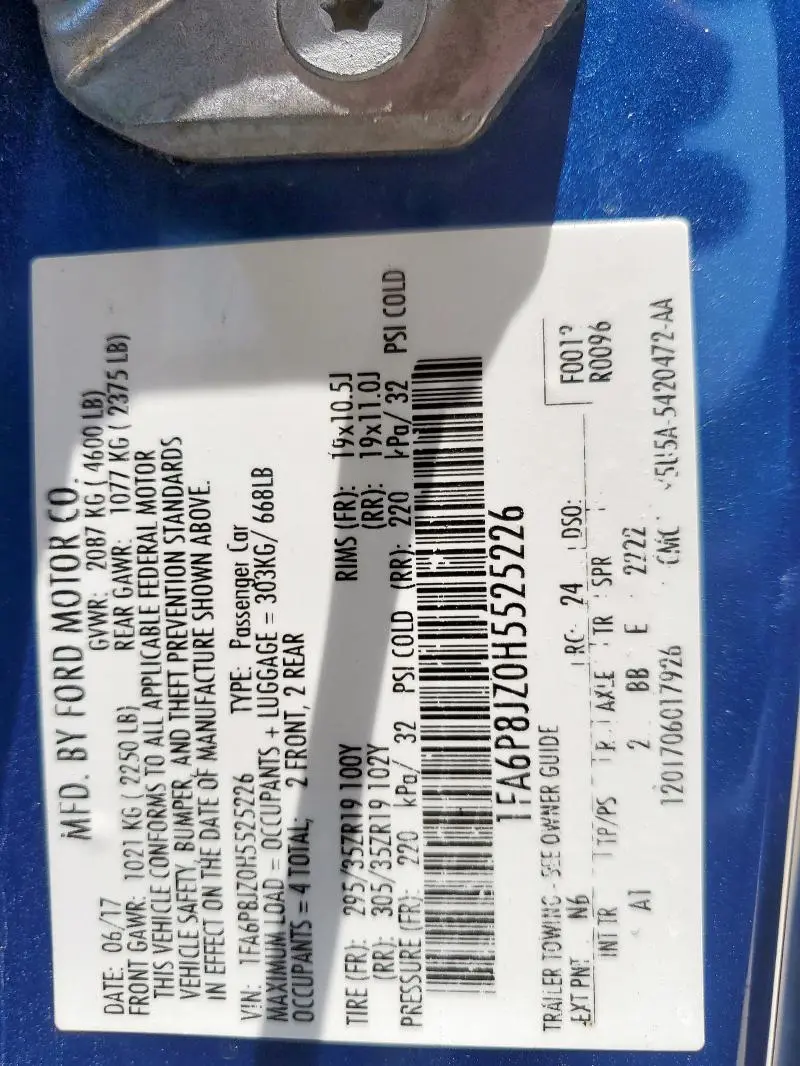 MFD. BY FORD MOTOR CO.
DATE: 06/17 GVWR: 2087 KG ( 4600 LB)
FRONT GAWR: 1021 KG ( 2250 LB) REAR GAWR: 1077 KG ( 2375 LB)
THIS VEHICLE CONFORMS TO ALL APPLICABLE FEDERAL MOTOR
VEHICLE SAFETY, BUMPER, AND THEFT PREVENTION STANDARDS
IN EFFECT ON THE DATE OF MANUFACTURE SHOWN ABOVE.
VIN: 1FA6P8JZ0H5525226 TYPE: Passenger Car
MAXIMUM LOAD = OCCUPANTS + LUGGAGE = 303KG/ 668LB
OCCUPANTS = 4 TOTAL; 2 FRONT, 2 REAR
TIRE (FR): 295/35ZR19 100Y RIMS (FR): 19x10.5J
(RR): 305/35ZR19 102Y (RR): 19x11.0J
PRESSURE (FR): 220 kPa/ 32 PSI COLD (RR): 220 kPa/ 32 PSI COLD
1FA6P8JZ0H5525226
TRAILER TOWING - SEE OWNER GUIDE
F0019
R0096
EXT PNT N6 RC: 24 DSO:
INT TR TP/PS R AXLE TR SPR
A1 2 BB E 2222
1201706017926 5U5A-5420472-AA